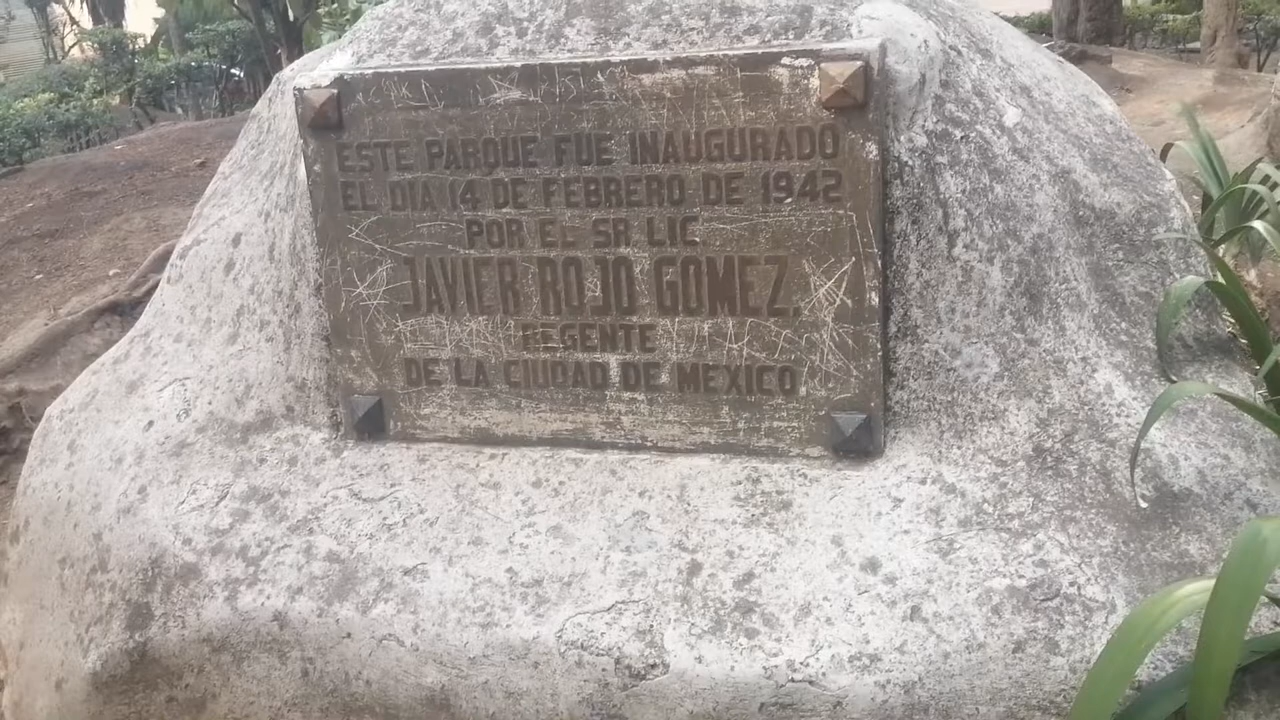 ESTE PARQUE FUE INAUGURADO
EL DIA 14 DE FEBRERO DE 1942
POR EL SR LIC
JAVIER ROJO GOMEZ.
REGENTE
DE LA CIUDAD DE MEXICO